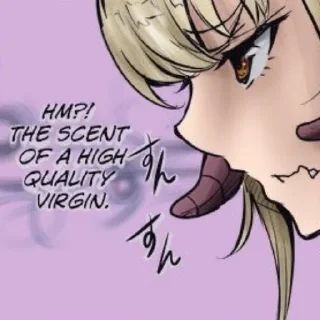 HM?!
THE SCENT
OF A HIGH
QUALITY
VIRGIN.
すん
すん